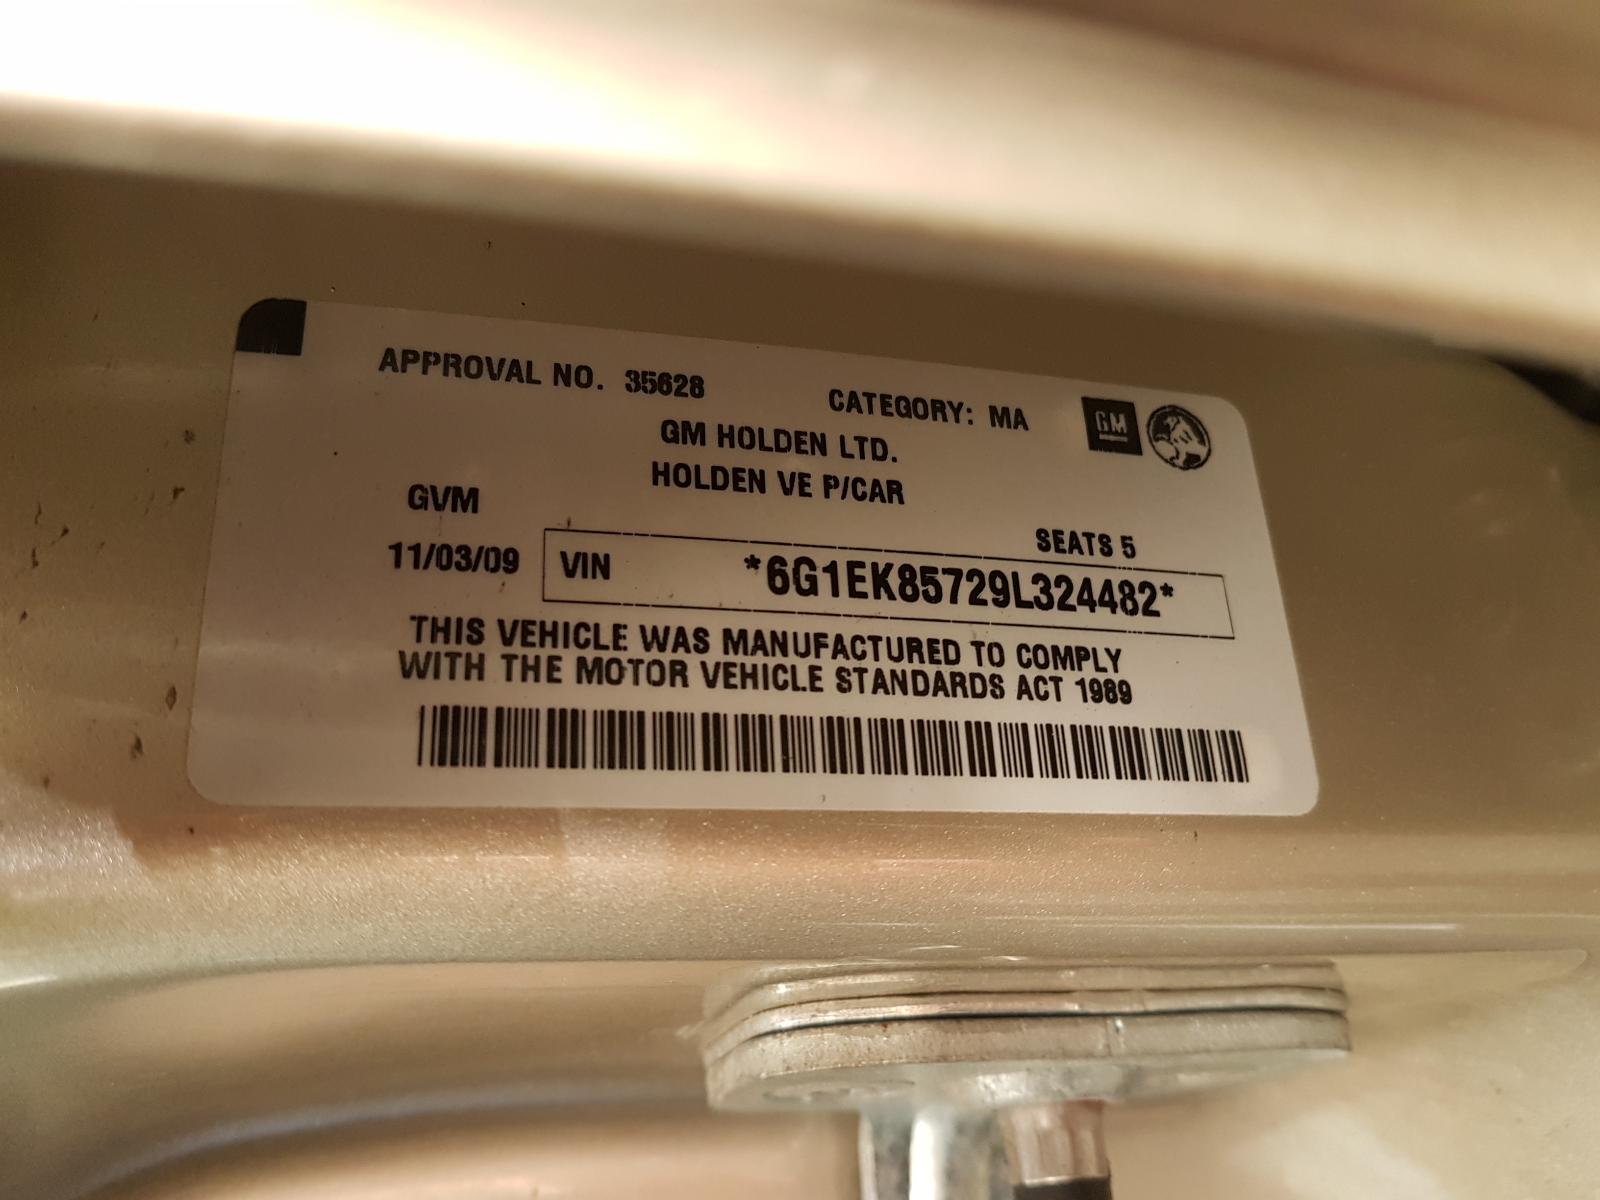 APPROVAL NO. 35628 CATEGORY: MA GM
GM HOLDEN LTD.
HOLDEN VE P/CAR
GVM SEATS 5
11/03/09 VIN *6G1EK85729L324482*
THIS VEHICLE WAS MANUFACTURED TO COMPLY
WITH THE MOTOR VEHICLE STANDARDS ACT 1989